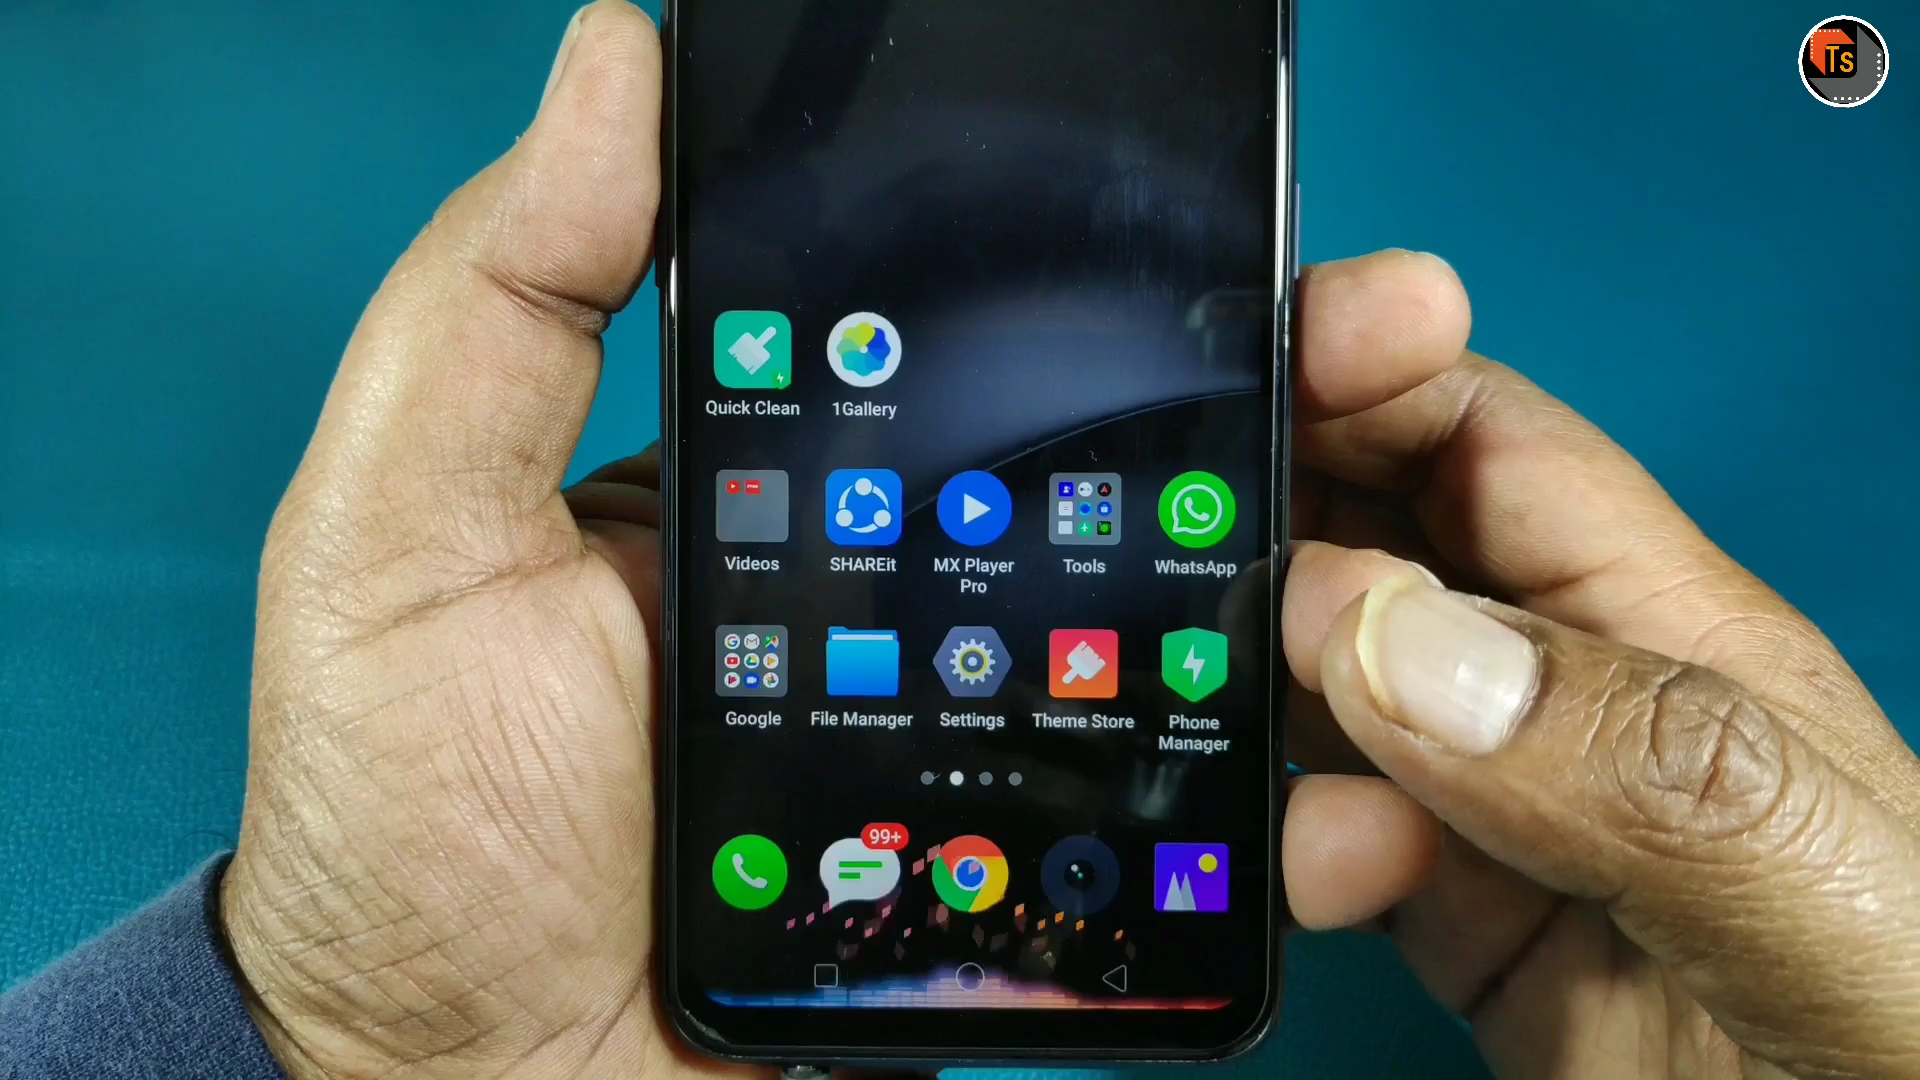 Ts
Quick Clean
1Gallery
Videos
SHAREit
MX Player
Pro
Tools
WhatsApp
Google
File Manager
Settings
Theme Store
Phone
Manager
99+